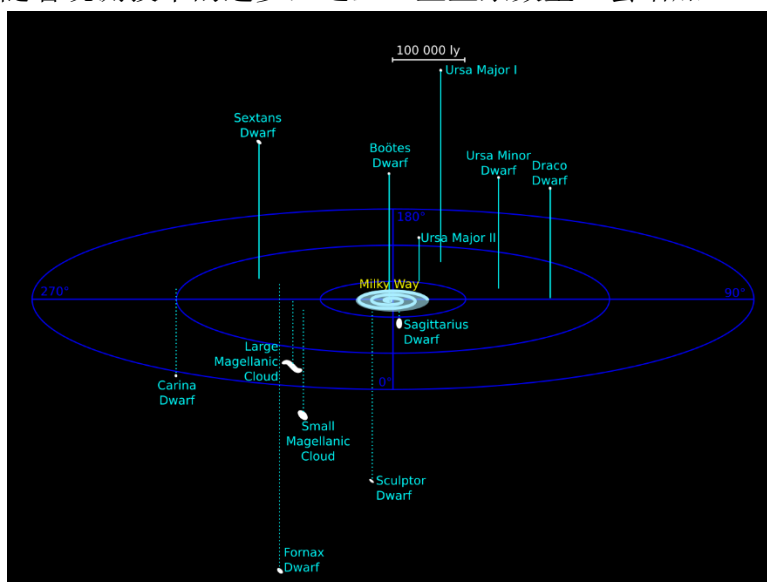 100 000 ly
Ursa Major I
Sextans
Dwarf
Boötes
Dwarf
Ursa Minor
Dwarf
Draco
Dwarf
180°
Ursa Major II
Milky Way
270°
90°
Sagittarius
Dwarf
Large
Magellanic
Cloud
Carina
Dwarf
0°
Small
Magellanic
Cloud
Sculptor
Dwarf
Fornax
Dwarf